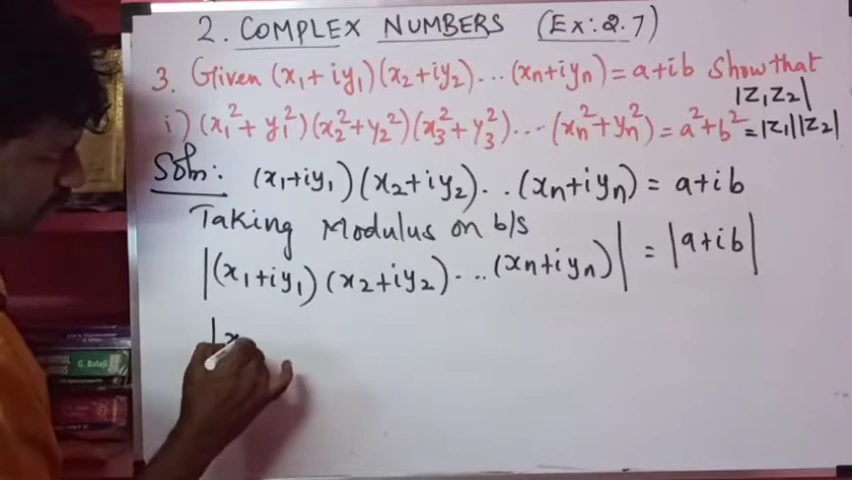 2. COMPLEX NUMBERS (Ex: 2.7)
3. Given (x₁+iy₁)(x₂+iy₂)...(xn+iyn)=a+ib Show that
|z₁z₂|
i) (x₁²+y₁²)(x₂²+y₂²)(x₃²+y₃²)...(xn²+yn²)=a²+b² =|z₁||z₂|
Soln: (x₁+iy₁)(x₂+iy₂)...(xn+iyn)=a+ib
Taking Modulus on b/s
|(x₁+iy₁)(x₂+iy₂)...(xn+iyn)| = |a+ib|
|x
G. Balaji